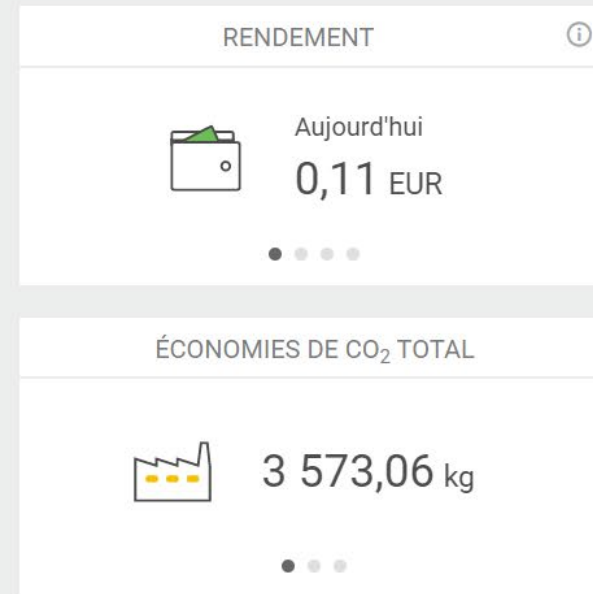 RENDEMENT
Aujourd'hui
0,11 EUR
ÉCONOMIES DE CO₂ TOTAL
3 573,06 kg